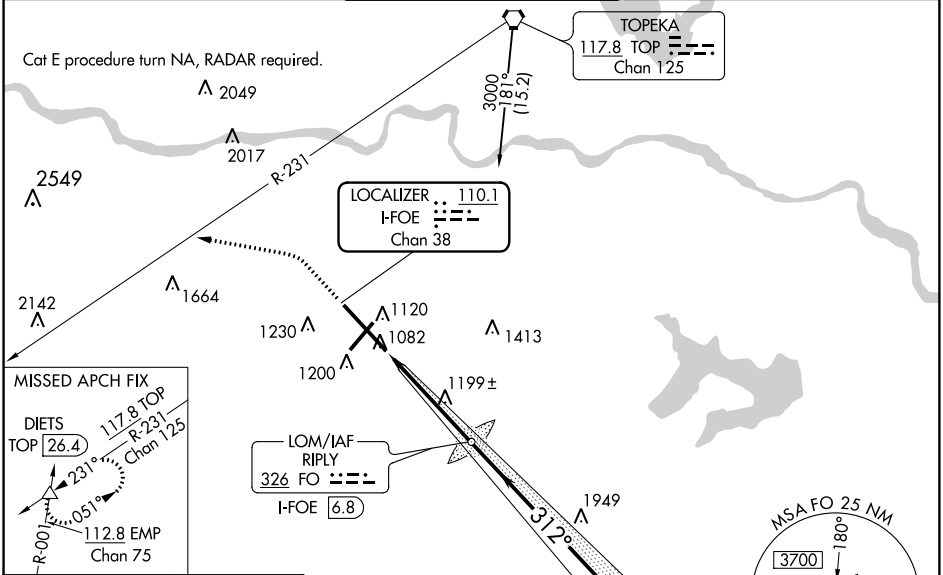 Cat E procedure turn NA, RADAR required.
TOPEKA
117.8 TOP
Chan 125
3000
181°
(15.2)
2049
2017
R-231
2549
LOCALIZER 110.1
I-FOE
Chan 38
1664
2142
1230
1120
1082
1413
1200
1199±
MISSED APCH FIX
DIETS
TOP 26.4
117.8 TOP
R-231
Chan 125
231°
051°
112.8 EMP
Chan 75
R-001
LOM/IAF
RIPLY
326 FO
I-FOE 6.8
312°
1949
MSA FO 25 NM
3700
180°